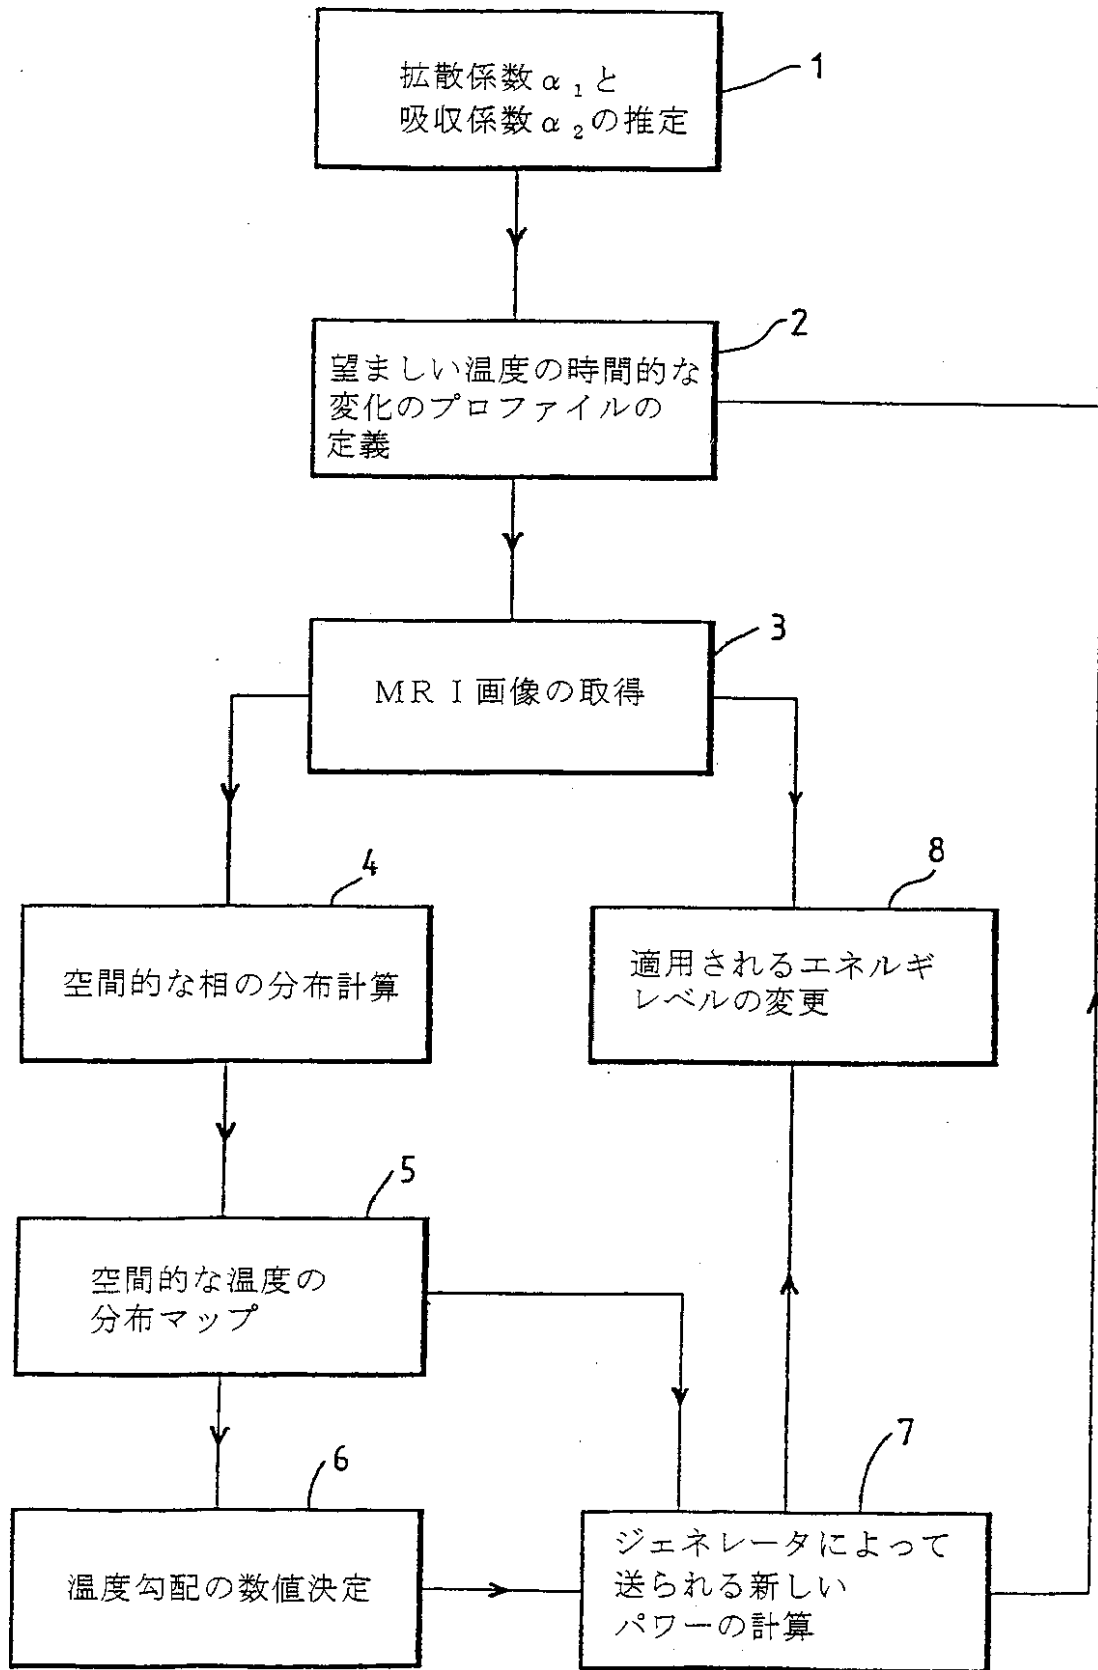 拡散係数α₁と
吸収係数α₂の推定
1
望ましい温度の時間的な
変化のプロファイルの
定義
2
MRI画像の取得
3
空間的な相の分布計算
4
適用されるエネルギ
レベルの変更
8
空間的な温度の
分布マップ
5
温度勾配の数値決定
6
ジェネレータによって
送られる新しい
パワーの計算
7